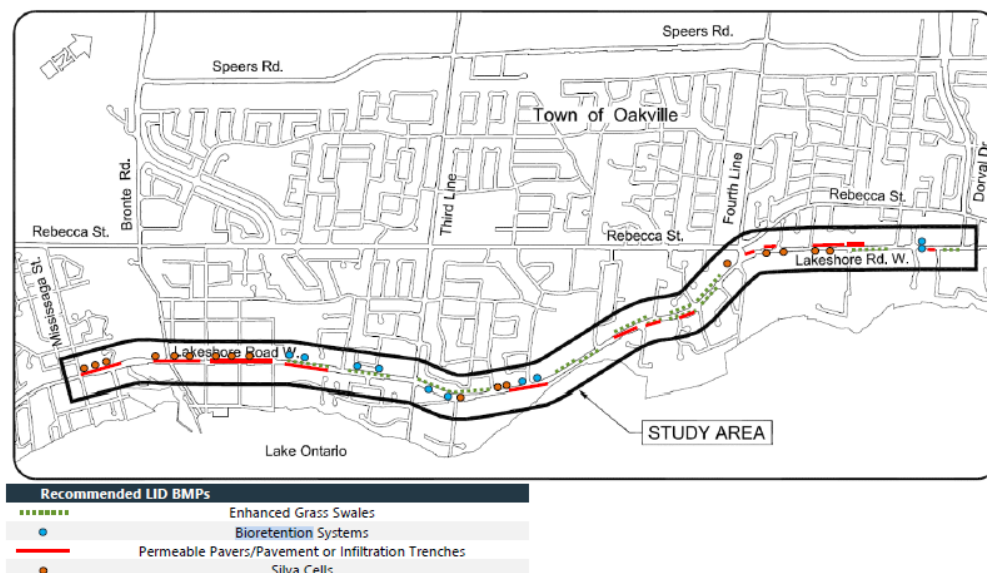 Speers Rd.
Speers Rd.
N
Town of Oakville
Bronte Rd.
Third Line
Fourth Line
Dorval Dr.
Rebecca St.
Rebecca St.
Rebecca St.
Mississaga St.
Lakeshore Rd. W.
Lakeshore Road W.
STUDY AREA
Lake Ontario
Recommended LID BMPs
Enhanced Grass Swales
Bioretention Systems
Permeable Pavers/Pavement or Infiltration Trenches
Silva Cells